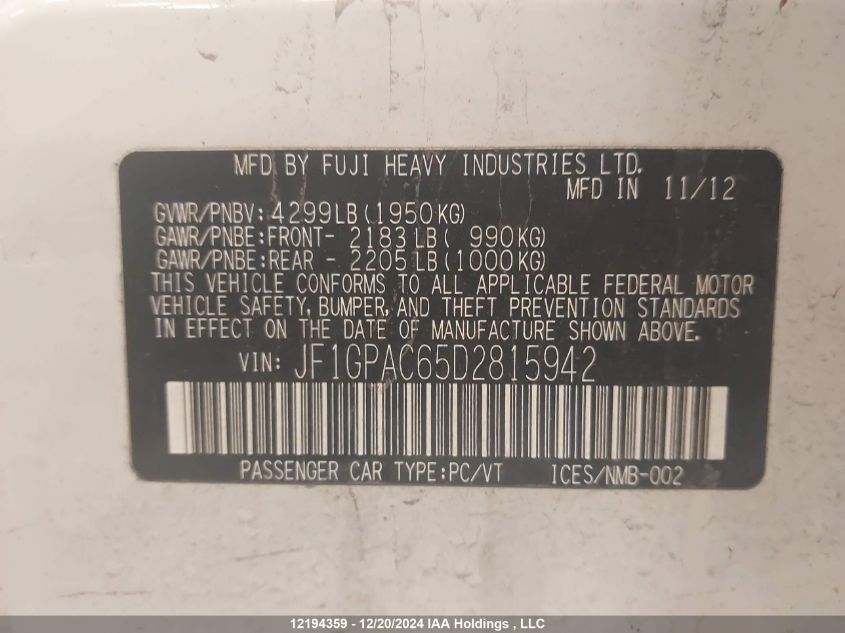 MFD BY FUJI HEAVY INDUSTRIES LTD.
MFD IN 11/12
GVWR/PNBV: 4299LB (1950KG)
GAWR/PNBE:FRONT- 2183LB ( 990KG)
GAWR/PNBE:REAR - 2205LB (1000KG)
THIS VEHICLE CONFORMS TO ALL APPLICABLE FEDERAL MOTOR
VEHICLE SAFETY, BUMPER, AND THEFT PREVENTION STANDARDS
IN EFFECT ON THE DATE OF MANUFACTURE SHOWN ABOVE.
VIN: JF1GPAC65D2815942
PASSENGER CAR TYPE:PC/VT ICES/NMB-002
12194359 - 12/20/2024 IAA Holdings , LLC